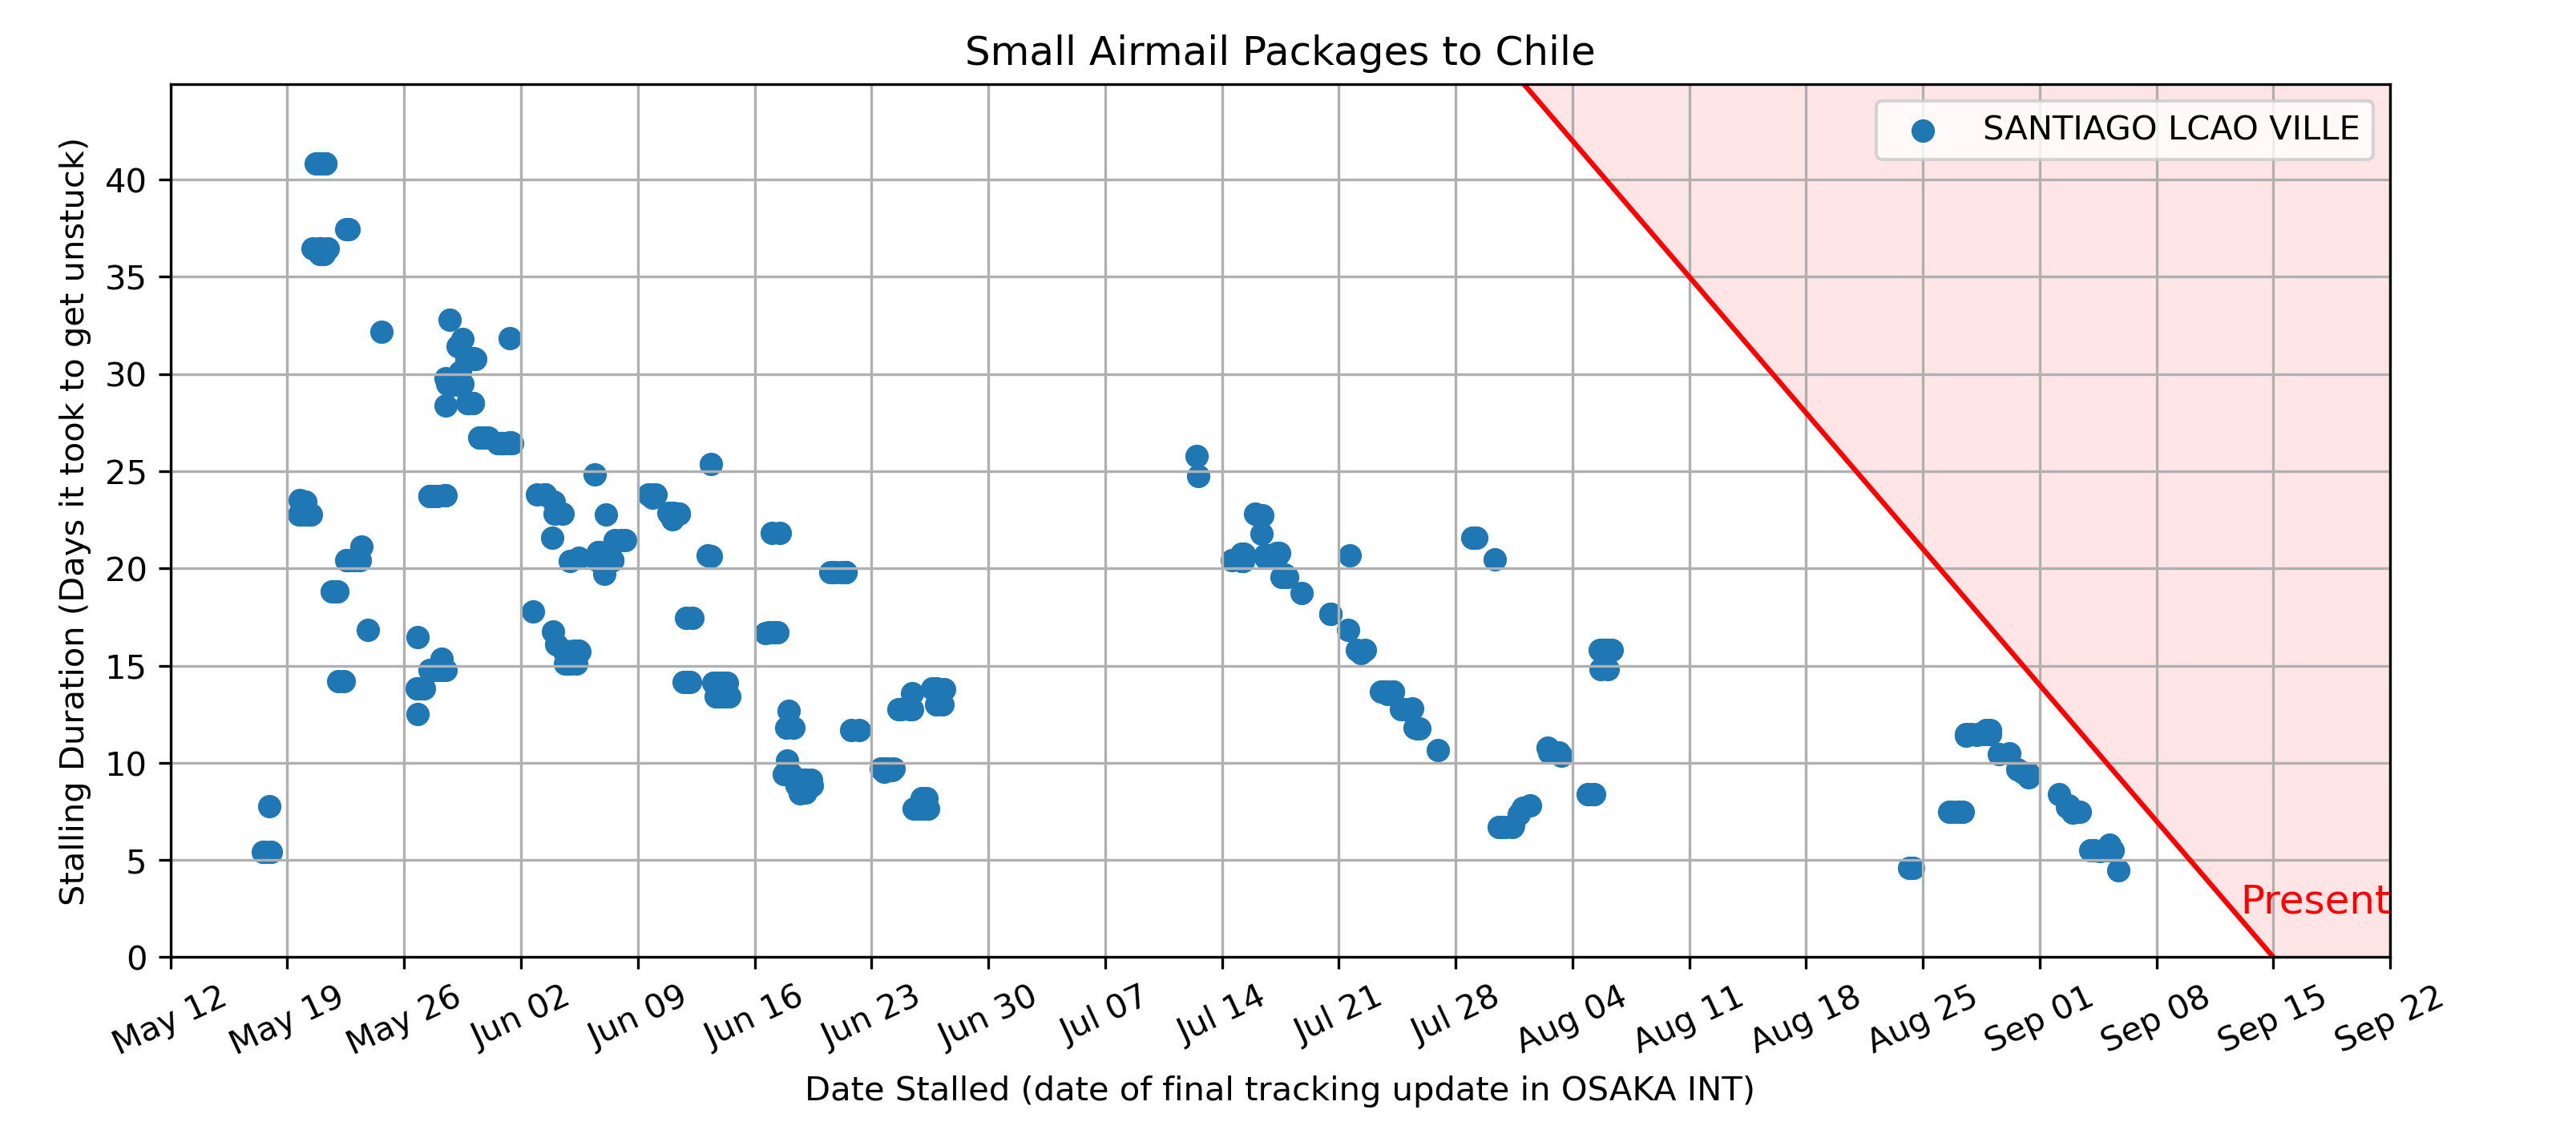 Small Airmail Packages to Chile
SANTIAGO LCAO VILLE
Stalling Duration (Days it took to get unstuck)
40
35
30
25
20
15
10
5
0
Present
May 12
May 19
May 26
Jun 02
Jun 09
Jun 16
Jun 23
Jun 30
Jul 07
Jul 14
Jul 21
Jul 28
Aug 04
Aug 11
Aug 18
Aug 25
Sep 01
Sep 08
Sep 15
Sep 22
Date Stalled (date of final tracking update in OSAKA INT)